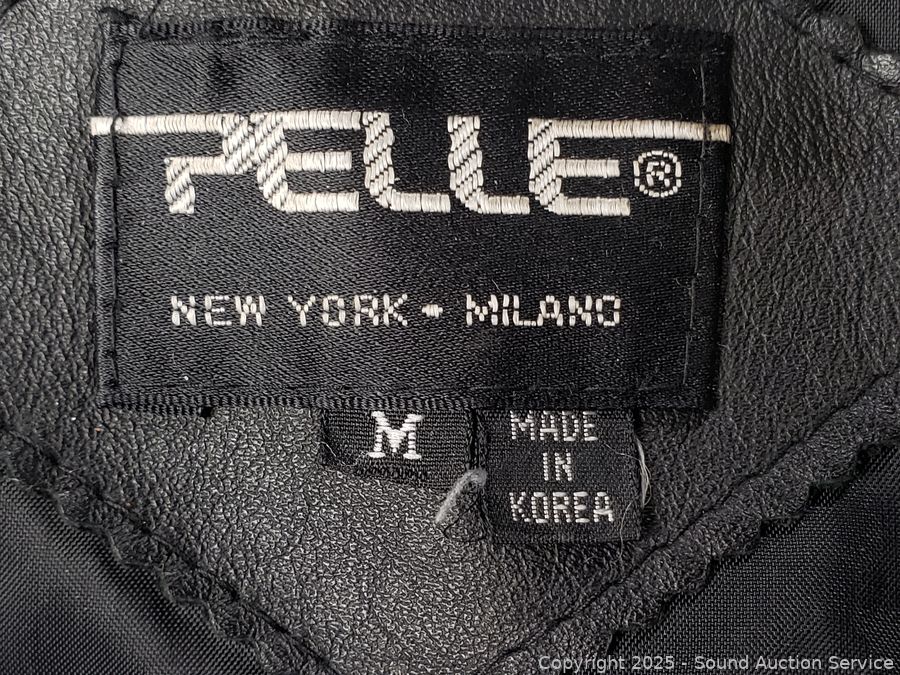 PELLE®
NEW YORK • MILANO
M
MADE
IN
KOREA
Copyright 2025 - Sound Auction Service